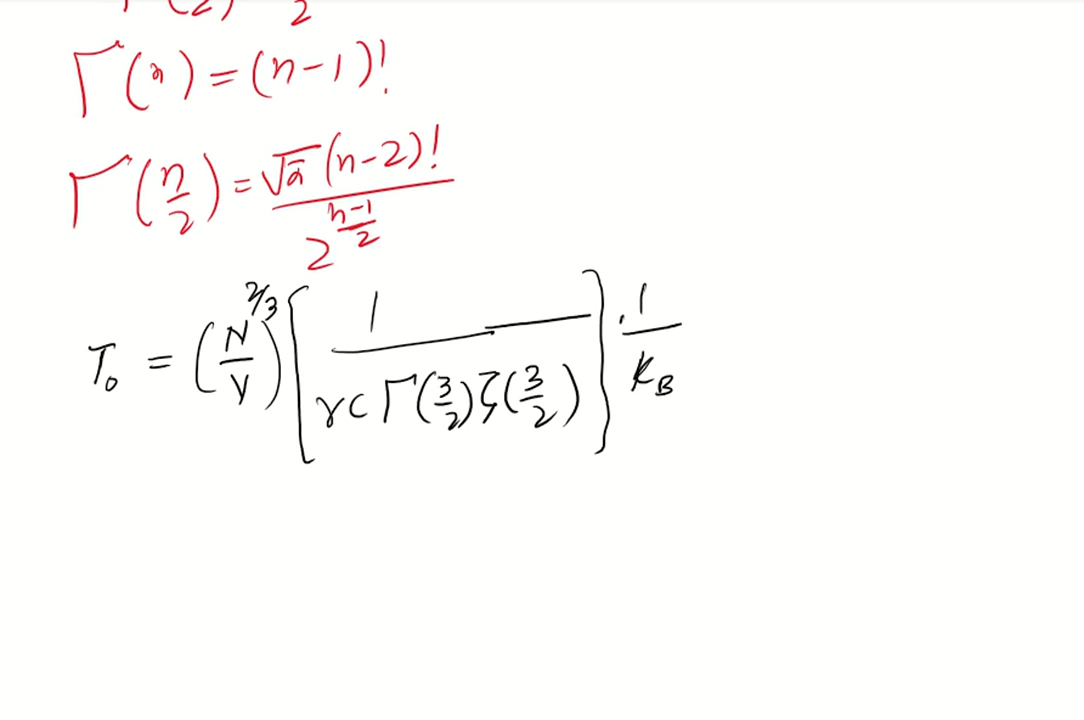 Γ(n) = (n-1)!
Γ(n/2) = √π (n-2)! / 2^((n-1)/2)
T₀ = (N/V)^(2/3) [1 / (γC Γ(3/2) ζ(3/2))] · 1/k_B